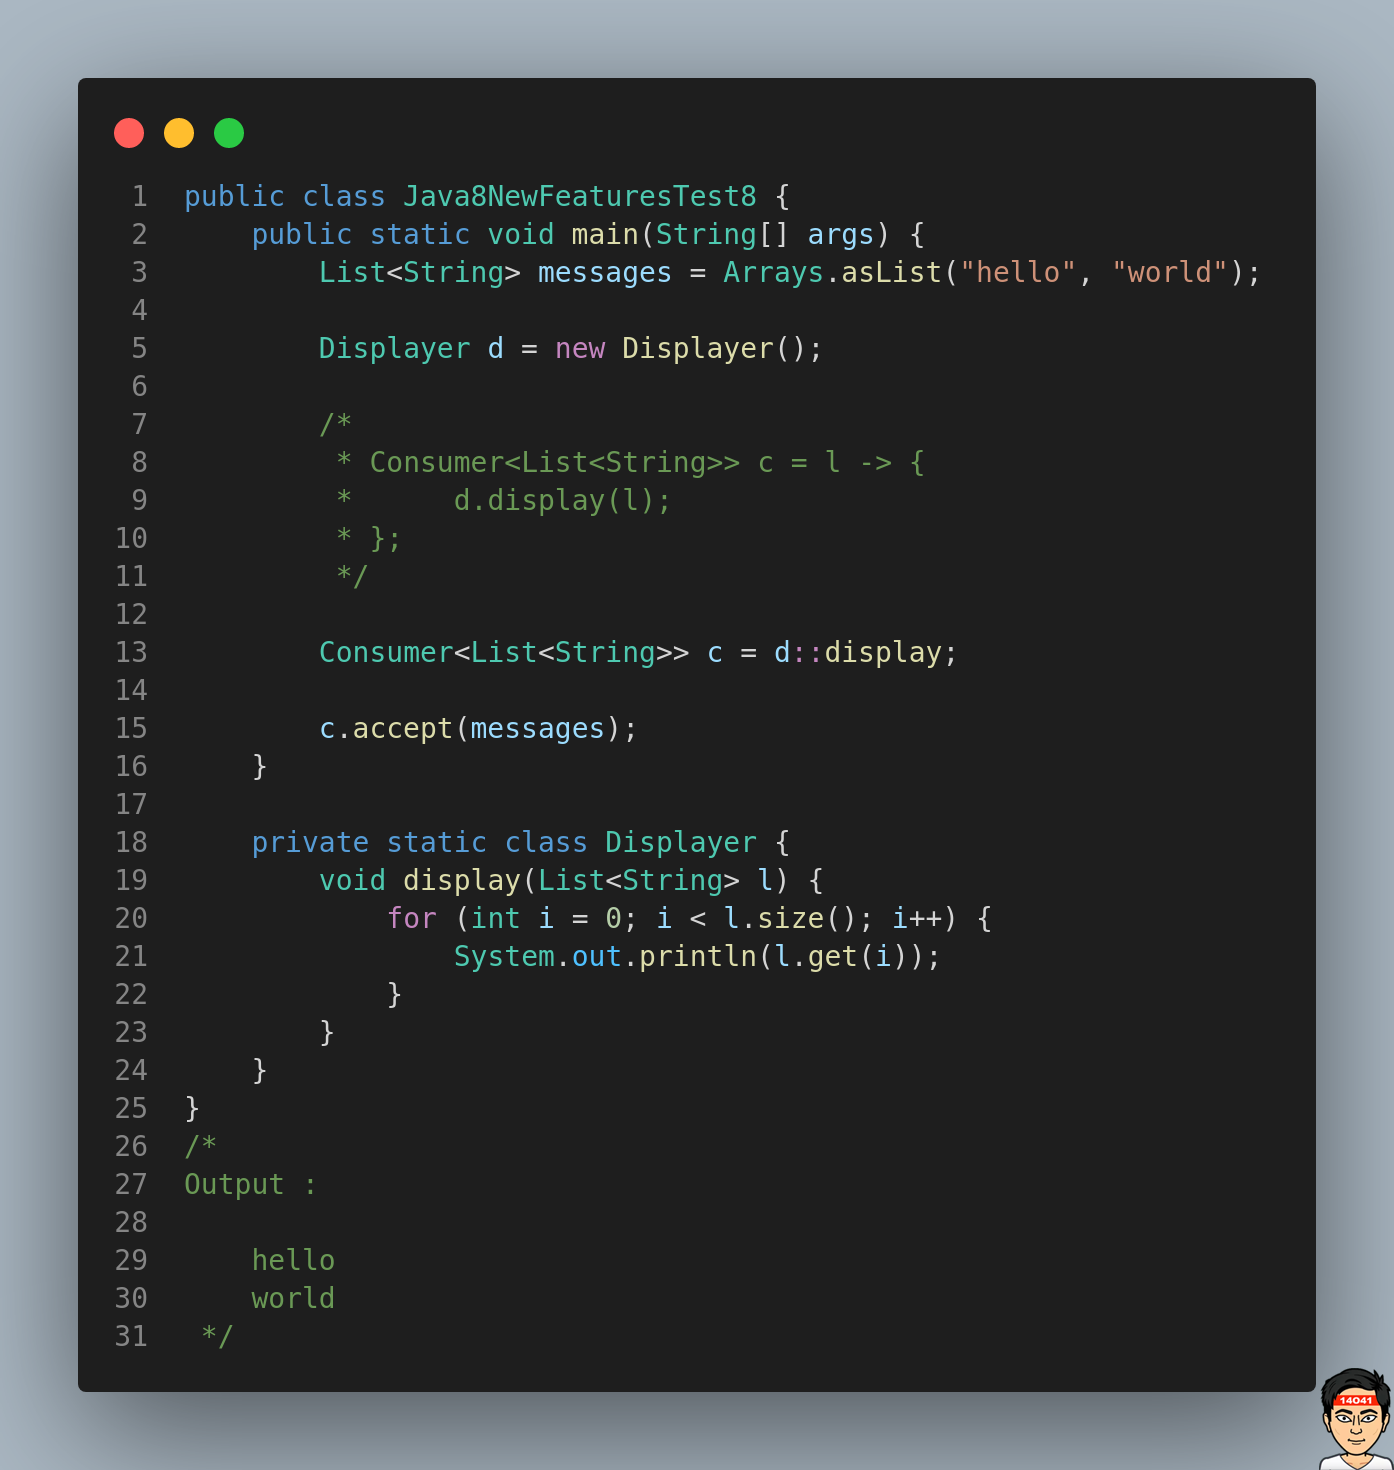 1 public class Java8NewFeaturesTest8 {
2     public static void main(String[] args) {
3         List<String> messages = Arrays.asList("hello", "world");
4
5         Displayer d = new Displayer();
6
7         /*
8          * Consumer<List<String>> c = l -> {
9          *      d.display(l);
10          * };
11          */
12
13         Consumer<List<String>> c = d::display;
14
15         c.accept(messages);
16     }
17
18     private static class Displayer {
19         void display(List<String> l) {
20             for (int i = 0; i < l.size(); i++) {
21                 System.out.println(l.get(i));
22             }
23         }
24     }
25 }
26 /*
27 Output :
28
29     hello
30     world
31  */
14041